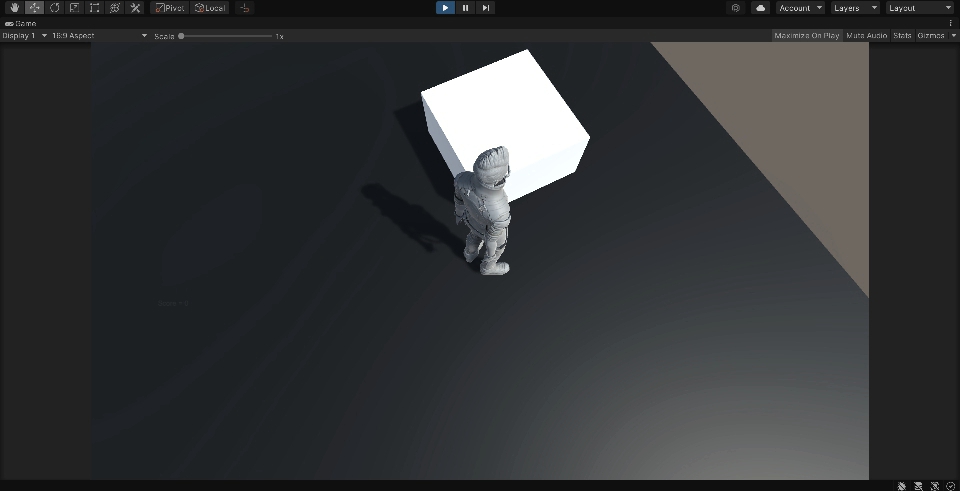 Pivot Local Account Layers Layout
Game
Display 1 16:9 Aspect Scale 1x Maximize On Play Mute Audio Stats Gizmos